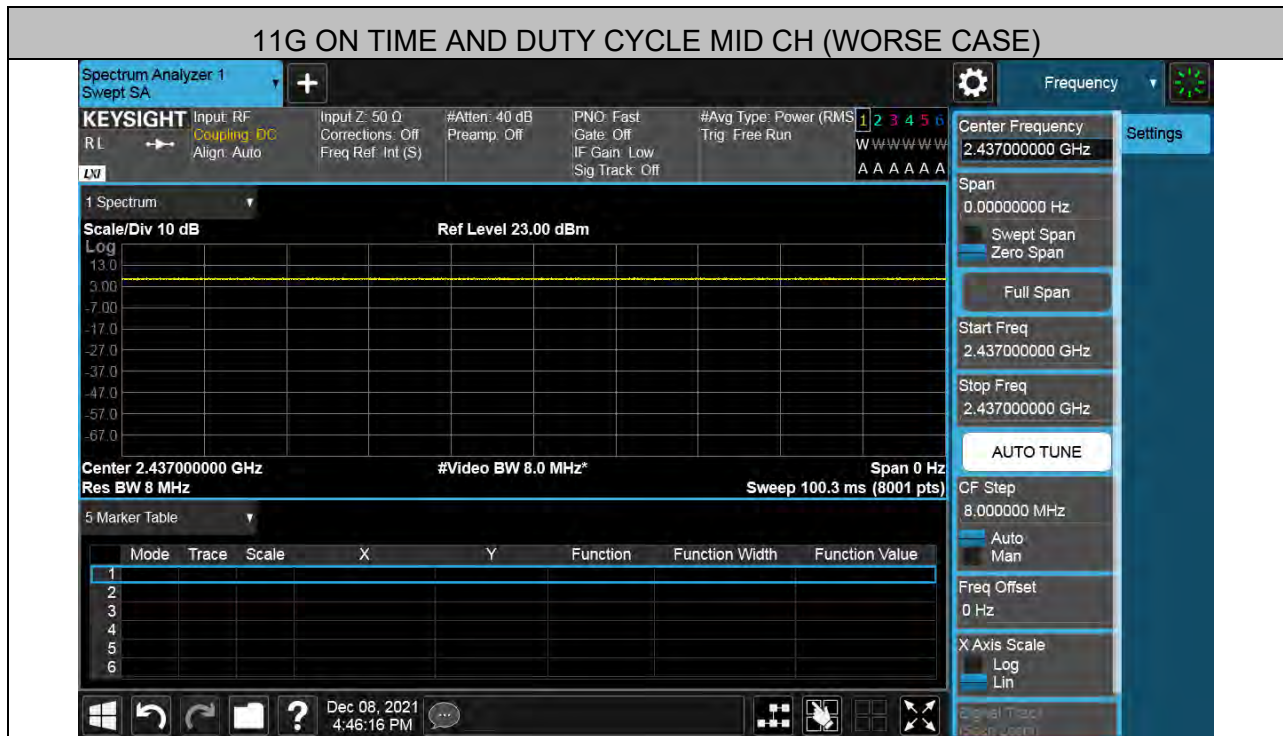 11G ON TIME AND DUTY CYCLE MID CH (WORSE CASE)
Spectrum Analyzer 1
Swept SA
+
Frequency
KEYSIGHT
R L
LXI
Input: RF
Coupling: DC
Align: Auto
Input Z: 50 Ω
Corrections: Off
Freq Ref: Int (S)
#Atten: 40 dB
Preamp: Off
PNO: Fast
Gate: Off
IF Gain: Low
Sig Track: Off
#Avg Type: Power (RMS
Trig: Free Run
1 2 3 4 5 6
W W W W W W
A A A A A A
Center Frequency
2.437000000 GHz
Settings
Span
0.00000000 Hz
Swept Span
Zero Span
Full Span
Start Freq
2.437000000 GHz
Stop Freq
2.437000000 GHz
AUTO TUNE
CF Step
8.000000 MHz
Auto
Man
Freq Offset
0 Hz
X Axis Scale
Log
Lin
1 Spectrum
Scale/Div 10 dB
Ref Level 23.00 dBm
Log
13.0
3.00
-7.00
-17.0
-27.0
-37.0
-47.0
-57.0
-67.0
Center 2.437000000 GHz
#Video BW 8.0 MHz*
Span 0 Hz
Res BW 8 MHz
Sweep 100.3 ms (8001 pts)
5 Marker Table
Mode Trace Scale X Y Function Function Width Function Value
1
2
3
4
5
6
?
Dec 08, 2021
4:46:16 PM